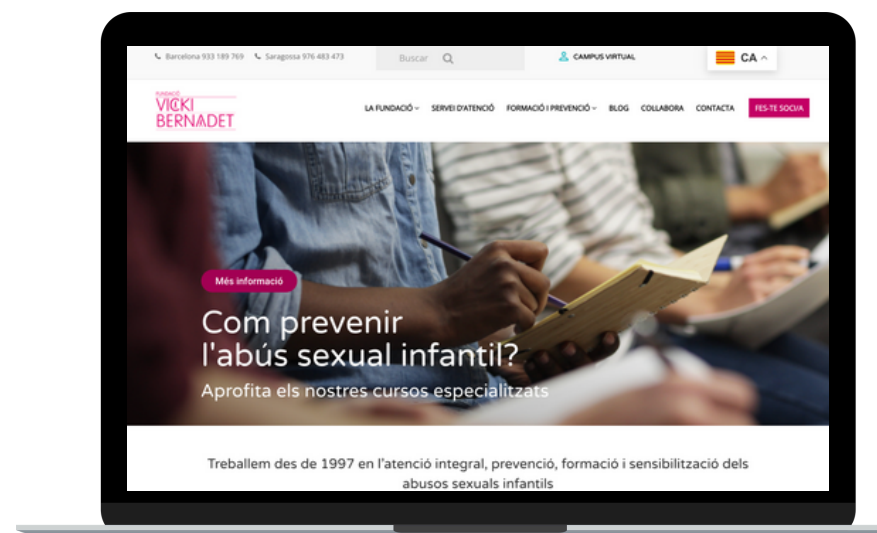 Barcelona 933 189 769 Saragossa 976 483 473 Buscar CAMPUS VIRTUAL CA
FUNDACIÓ
VICKI
BERNADET
LA FUNDACIÓ SERVEI D'ATENCIÓ FORMACIÓ I PREVENCIÓ BLOG COL·LABORA CONTACTA FES-TE SOCI/A
Més informació
Com prevenir
l'abús sexual infantil?
Aprofita els nostres cursos especialitzats
Treballem des de 1997 en l'atenció integral, prevenció, formació i sensibilització dels
abusos sexuals infantils